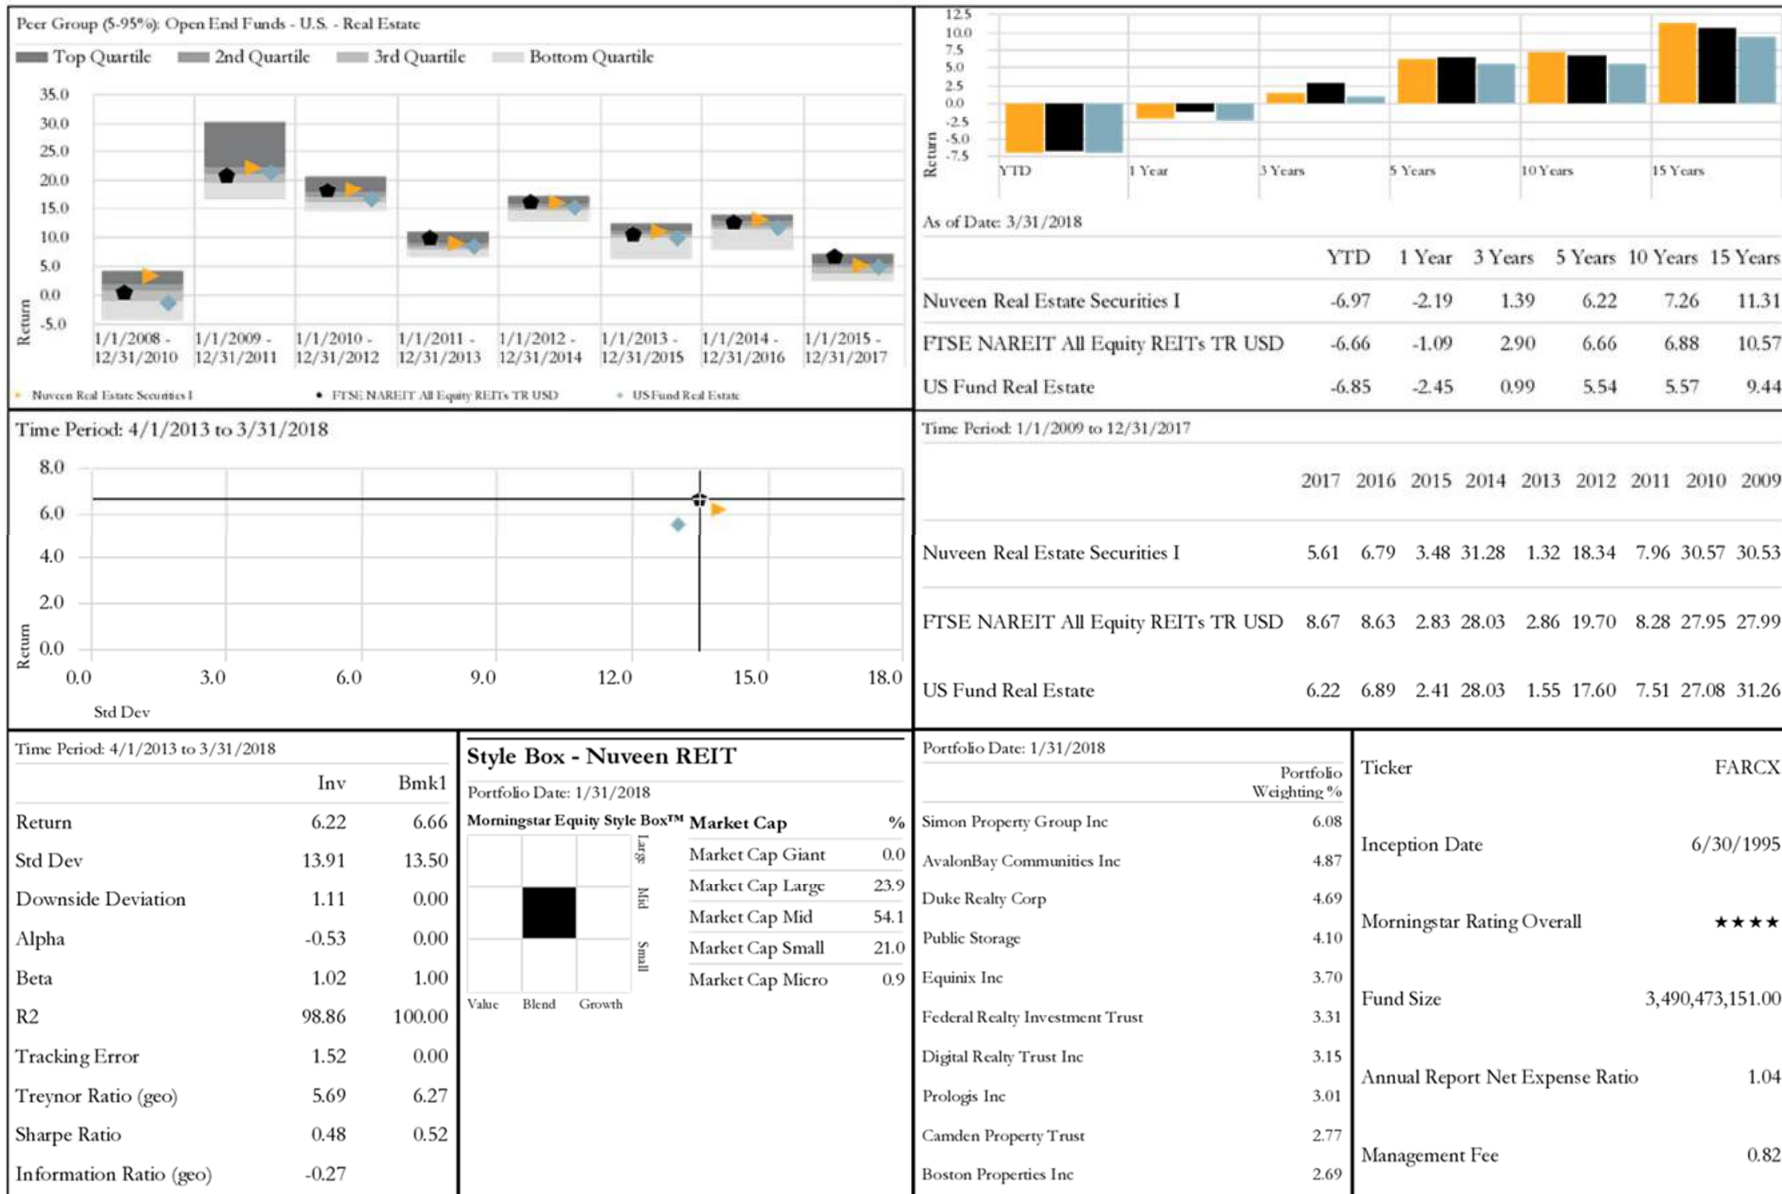 Peer Group (5-95%): Open End Funds - U.S. - Real Estate
Top Quartile 2nd Quartile 3rd Quartile Bottom Quartile
35.0
30.0
25.0
20.0
15.0
10.0
5.0
0.0
-5.0
Return
1/1/2008 - 1/1/2009 - 1/1/2010 - 1/1/2011 - 1/1/2012 - 1/1/2013 - 1/1/2014 - 1/1/2015 -
12/31/2010 12/31/2011 12/31/2012 12/31/2013 12/31/2014 12/31/2015 12/31/2016 12/31/2017
Nuveen Real Estate Securities I FTSE NAREIT All Equity REITs TR USD US Fund Real Estate
12.5
10.0
7.5
5.0
2.5
0.0
-2.5
-5.0
-7.5
Return
YTD 1 Year 3 Years 5 Years 10 Years 15 Years
As of Date: 3/31/2018
YTD 1 Year 3 Years 5 Years 10 Years 15 Years
Nuveen Real Estate Securities I -6.97 -2.19 1.39 6.22 7.26 11.31
FTSE NAREIT All Equity REITs TR USD -6.66 -1.09 2.90 6.66 6.88 10.57
US Fund Real Estate -6.85 -2.45 0.99 5.54 5.57 9.44
Time Period: 4/1/2013 to 3/31/2018
8.0
6.0
4.0
2.0
0.0
Return
0.0 3.0 6.0 9.0 12.0 15.0 18.0
Std Dev
Time Period: 1/1/2009 to 12/31/2017
2017 2016 2015 2014 2013 2012 2011 2010 2009
Nuveen Real Estate Securities I 5.61 6.79 3.48 31.28 1.32 18.34 7.96 30.57 30.53
FTSE NAREIT All Equity REITs TR USD 8.67 8.63 2.83 28.03 2.86 19.70 8.28 27.95 27.99
US Fund Real Estate 6.22 6.89 2.41 28.03 1.55 17.60 7.51 27.08 31.26
Time Period: 4/1/2013 to 3/31/2018
Inv Bmk1
Return 6.22 6.66
Std Dev 13.91 13.50
Downside Deviation 1.11 0.00
Alpha -0.53 0.00
Beta 1.02 1.00
R2 98.86 100.00
Tracking Error 1.52 0.00
Treynor Ratio (geo) 5.69 6.27
Sharpe Ratio 0.48 0.52
Information Ratio (geo) -0.27
Style Box - Nuveen REIT
Portfolio Date: 1/31/2018
Morningstar Equity Style Box™
Large
Mid
Small
Value Blend Growth
Market Cap %
Market Cap Giant 0.0
Market Cap Large 23.9
Market Cap Mid 54.1
Market Cap Small 21.0
Market Cap Micro 0.9
Portfolio Date: 1/31/2018
Portfolio
Weighting %
Simon Property Group Inc 6.08
AvalonBay Communities Inc 4.87
Duke Realty Corp 4.69
Public Storage 4.10
Equinix Inc 3.70
Federal Realty Investment Trust 3.31
Digital Realty Trust Inc 3.15
Prologis Inc 3.01
Camden Property Trust 2.77
Boston Properties Inc 2.69
Ticker FARCX
Inception Date 6/30/1995
Morningstar Rating Overall ★★★★
Fund Size 3,490,473,151.00
Annual Report Net Expense Ratio 1.04
Management Fee 0.82